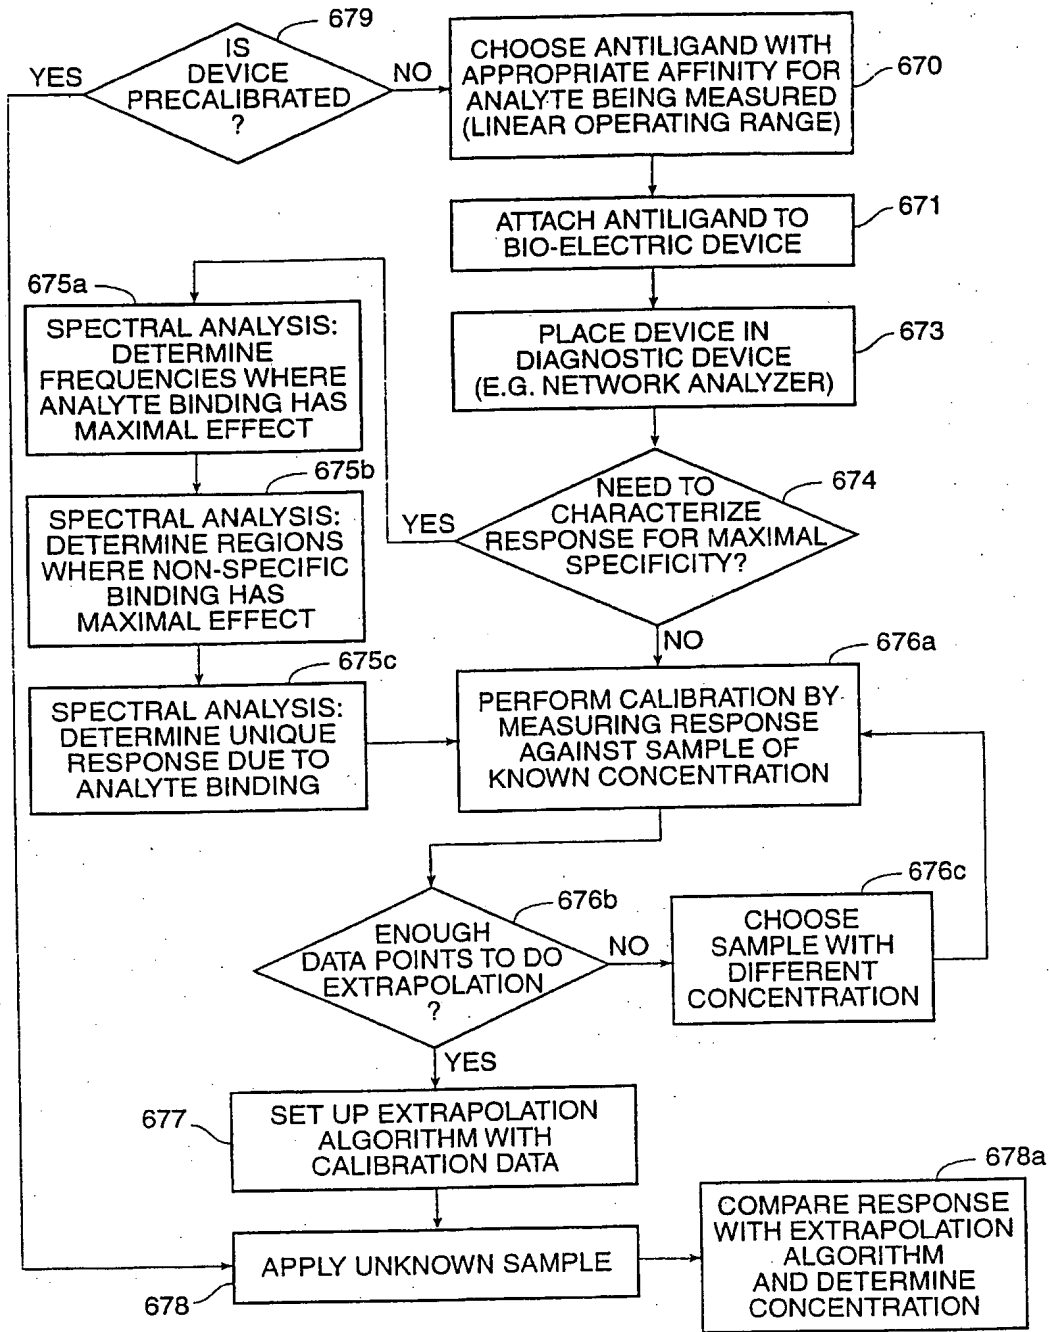 679
IS
DEVICE
PRECALIBRATED
?
YES
NO
CHOOSE ANTILIGAND WITH
APPROPRIATE AFFINITY FOR
ANALYTE BEING MEASURED
(LINEAR OPERATING RANGE)
670
ATTACH ANTILIGAND TO
BIO-ELECTRIC DEVICE
671
PLACE DEVICE IN
DIAGNOSTIC DEVICE
(E.G. NETWORK ANALYZER)
673
NEED TO
CHARACTERIZE
RESPONSE FOR MAXIMAL
SPECIFICITY?
674
YES
NO
675a
SPECTRAL ANALYSIS:
DETERMINE
FREQUENCIES WHERE
ANALYTE BINDING HAS
MAXIMAL EFFECT
675b
SPECTRAL ANALYSIS:
DETERMINE REGIONS
WHERE NON-SPECIFIC
BINDING HAS
MAXIMAL EFFECT
675c
SPECTRAL ANALYSIS:
DETERMINE UNIQUE
RESPONSE DUE TO
ANALYTE BINDING
676a
PERFORM CALIBRATION BY
MEASURING RESPONSE
AGAINST SAMPLE OF
KNOWN CONCENTRATION
676b
ENOUGH
DATA POINTS TO DO
EXTRAPOLATION
?
NO
YES
676c
CHOOSE
SAMPLE WITH
DIFFERENT
CONCENTRATION
677
SET UP EXTRAPOLATION
ALGORITHM WITH
CALIBRATION DATA
678
APPLY UNKNOWN SAMPLE
678a
COMPARE RESPONSE
WITH EXTRAPOLATION
ALGORITHM
AND DETERMINE
CONCENTRATION